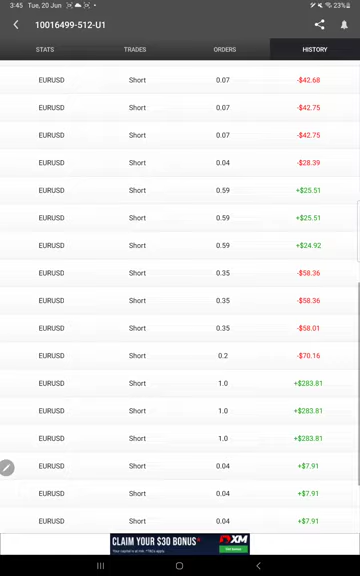 3:45 Tue, 20 Jun 23%
10016499-512-U1
STATS TRADES ORDERS HISTORY
EURUSD Short 0.07 -$42.68
EURUSD Short 0.07 -$42.75
EURUSD Short 0.07 -$42.75
EURUSD Short 0.04 -$28.39
EURUSD Short 0.59 +$25.51
EURUSD Short 0.59 +$25.51
EURUSD Short 0.59 +$24.92
EURUSD Short 0.35 -$58.36
EURUSD Short 0.35 -$58.36
EURUSD Short 0.35 -$58.01
EURUSD Short 0.2 -$70.16
EURUSD Short 1.0 +$283.81
EURUSD Short 1.0 +$283.81
EURUSD Short 1.0 +$283.81
EURUSD Short 0.04 +$7.91
EURUSD Short 0.04 +$7.91
EURUSD Short 0.04 +$7.91
CLAIM YOUR $30 BONUS* XM